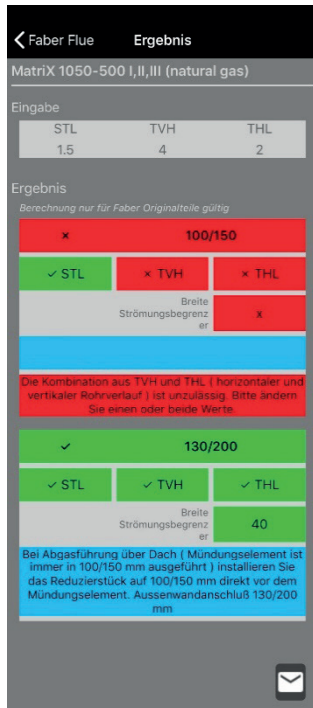 Faber Flue Ergebnis
MatriX 1050-500 I,II,III (natural gas)
Eingabe
STL TVH THL
1.5 4 2
Ergebnis
Berechnung nur für Faber Originalteile gültig
× 100/150
✓ STL × TVH × THL
Breite
Strömungsbegrenz
er
x
Die Kombination aus TVH und THL ( horizontaler und
vertikaler Rohrverlauf ) ist unzulässig. Bitte ändern
Sie einen oder beide Werte.
✓ 130/200
✓ STL ✓ TVH ✓ THL
Breite
Strömungsbegrenz
er
40
Bei Abgasführung über Dach ( Mündungselement ist
immer in 100/150 mm ausgeführt ) installieren Sie
das Reduzierstück auf 100/150 mm direkt vor dem
Mündungselement. Aussenwandanschluß 130/200
mm